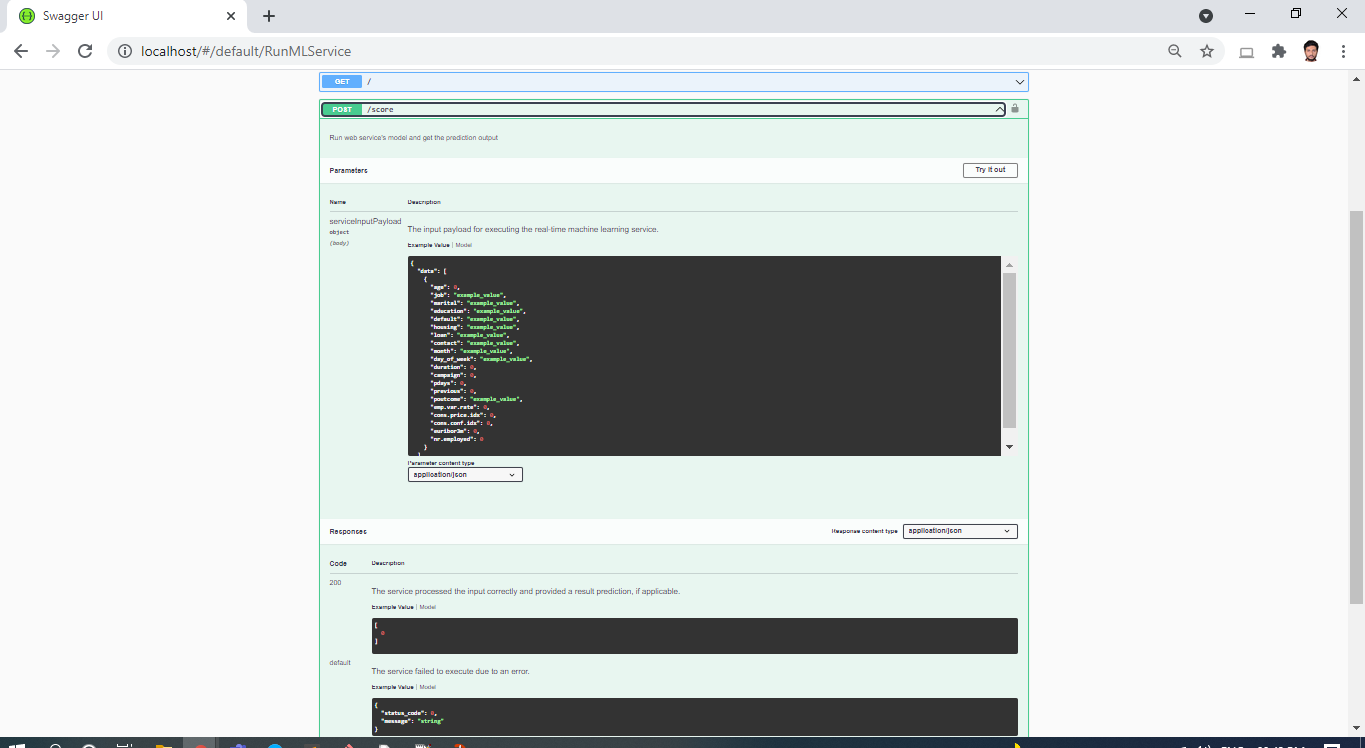 Swagger UI
localhost/#/default/RunMLService
GET /
POST /score
Run web service's model and get the prediction output
Parameters
Try it out
Name Description
serviceInputPayload
object
(body)
The input payload for executing the real-time machine learning service.
Example Value | Model
{
"data": [
{
"age": 0,
"job": "example_value",
"marital": "example_value",
"education": "example_value",
"default": "example_value",
"housing": "example_value",
"loan": "example_value",
"contact": "example_value",
"month": "example_value",
"day_of_week": "example_value",
"duration": 0,
"campaign": 0,
"pdays": 0,
"previous": 0,
"poutcome": "example_value",
"emp.var.rate": 0,
"cons.price.idx": 0,
"cons.conf.idx": 0,
"euribor3m": 0,
"nr.employed": 0
}
]
Parameter content type
application/json
Responses
Response content type application/json
Code Description
200
The service processed the input correctly and provided a result prediction, if applicable.
Example Value | Model
[
0
]
default
The service failed to execute due to an error.
Example Value | Model
{
"status_code": 0,
"message": "string"
}